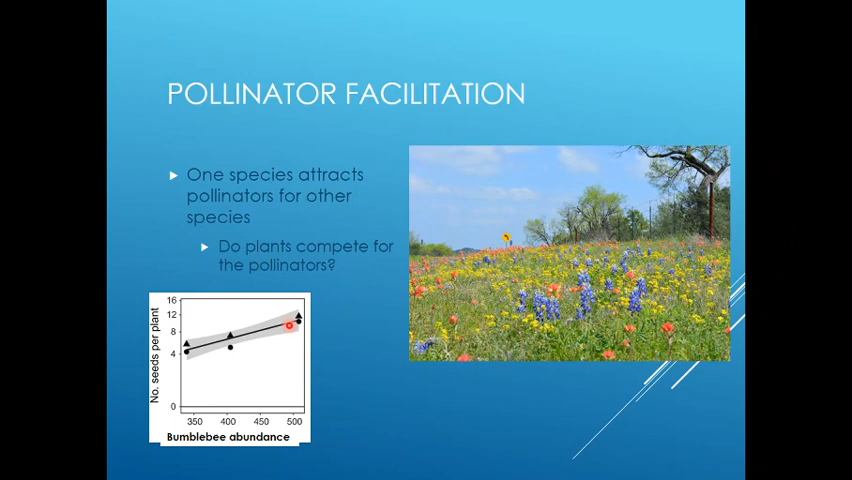 POLLINATOR FACILITATION
One species attracts
pollinators for other
species
Do plants compete for
the pollinators?
No. seeds per plant
16
12
8
4
0
350 400 450 500
Bumblebee abundance